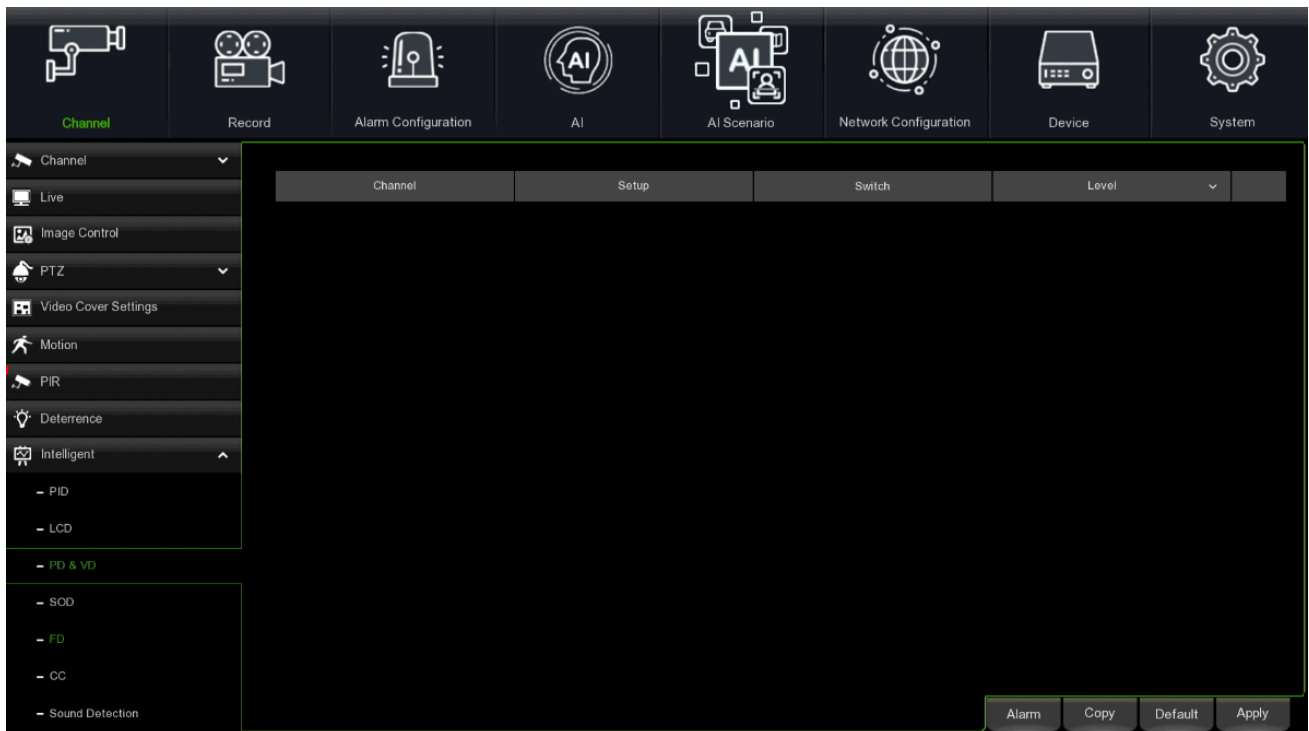 Channel Record Alarm Configuration AI AI Scenario Network Configuration Device System
Channel
Live
Image Control
PTZ
Video Cover Settings
Motion
PIR
Deterrence
Intelligent
– PID
– LCD
– PD & VD
– SOD
– FD
– CC
– Sound Detection
Channel Setup Switch Level
Alarm Copy Default Apply